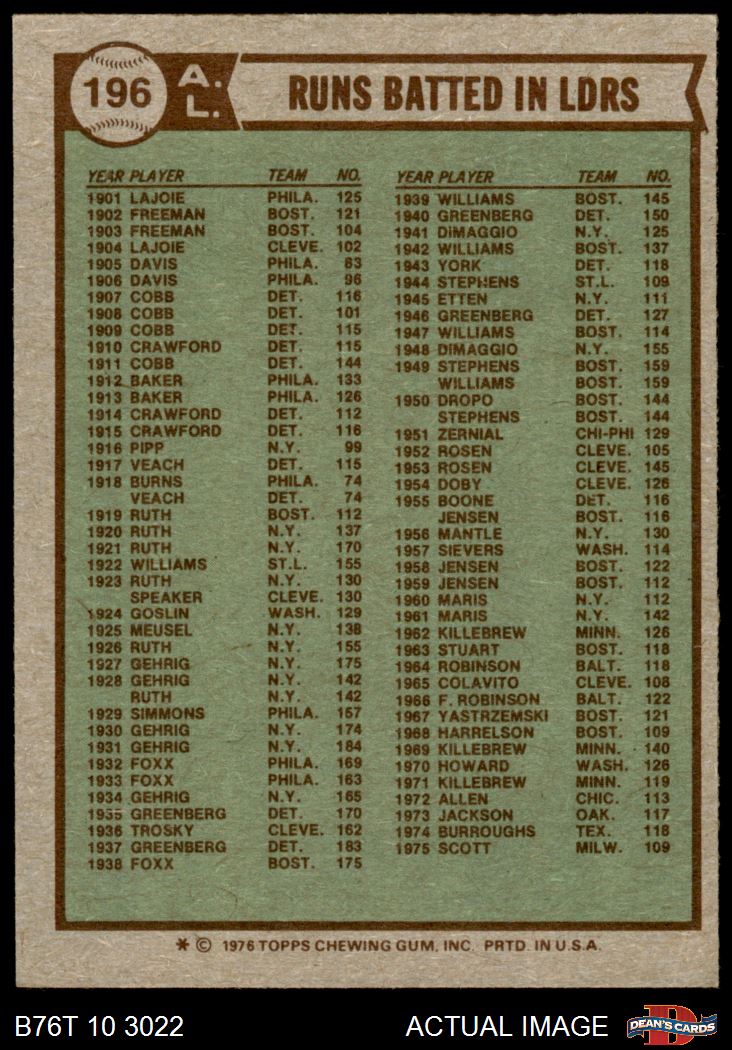 196
A. L.
RUNS BATTED IN LDRS
YEAR PLAYER TEAM NO.
1901 LAJOIE PHILA. 125
1902 FREEMAN BOST. 121
1903 FREEMAN BOST. 104
1904 LAJOIE CLEVE. 102
1905 DAVIS PHILA. 83
1906 DAVIS PHILA. 96
1907 COBB DET. 116
1908 COBB DET. 101
1909 COBB DET. 115
1910 CRAWFORD DET. 115
1911 COBB DET. 144
1912 BAKER PHILA. 133
1913 BAKER PHILA. 126
1914 CRAWFORD DET. 112
1915 CRAWFORD DET. 116
1916 PIPP N.Y. 99
1917 VEACH DET. 115
1918 BURNS PHILA. 74
VEACH DET. 74
1919 RUTH BOST. 112
1920 RUTH N.Y. 137
1921 RUTH N.Y. 170
1922 WILLIAMS ST.L. 155
1923 RUTH N.Y. 130
SPEAKER CLEVE. 130
1924 GOSLIN WASH. 129
1925 MEUSEL N.Y. 138
1926 RUTH N.Y. 155
1927 GEHRIG N.Y. 175
1928 GEHRIG N.Y. 142
RUTH N.Y. 142
1929 SIMMONS PHILA. 157
1930 GEHRIG N.Y. 174
1931 GEHRIG N.Y. 184
1932 FOXX PHILA. 169
1933 FOXX PHILA. 163
1934 GEHRIG N.Y. 165
1935 GREENBERG DET. 170
1936 TROSKY CLEVE. 162
1937 GREENBERG DET. 183
1938 FOXX BOST. 175
YEAR PLAYER TEAM NO.
1939 WILLIAMS BOST. 145
1940 GREENBERG DET. 150
1941 DiMAGGIO N.Y. 125
1942 WILLIAMS BOST. 137
1943 YORK DET. 118
1944 STEPHENS ST.L. 109
1945 ETTEN N.Y. 111
1946 GREENBERG DET. 127
1947 WILLIAMS BOST. 114
1948 DiMAGGIO N.Y. 155
1949 STEPHENS BOST. 159
WILLIAMS BOST. 159
1950 DROPO BOST. 144
STEPHENS BOST. 144
1951 ZERNIAL CHI-PHI 129
1952 ROSEN CLEVE. 105
1953 ROSEN CLEVE. 145
1954 DOBY CLEVE. 126
1955 BOONE DET. 116
JENSEN BOST. 116
1956 MANTLE N.Y. 130
1957 SIEVERS WASH. 114
1958 JENSEN BOST. 122
1959 JENSEN BOST. 112
1960 MARIS N.Y. 112
1961 MARIS N.Y. 142
1962 KILLEBREW MINN. 126
1963 STUART BOST. 118
1964 ROBINSON BALT. 118
1965 COLAVITO CLEVE. 108
1966 F. ROBINSON BALT. 122
1967 YASTRZEMSKI BOST. 121
1968 HARRELSON BOST. 109
1969 KILLEBREW MINN. 140
1970 HOWARD WASH. 126
1971 KILLEBREW MINN. 119
1972 ALLEN CHIC. 113
1973 JACKSON OAK. 117
1974 BURROUGHS TEX. 118
1975 SCOTT MILW. 109
* © 1976 TOPPS CHEWING GUM, INC. PRTD. IN U.S.A.
B76T 10 3022 ACTUAL IMAGE
D DEAN'S CARDS